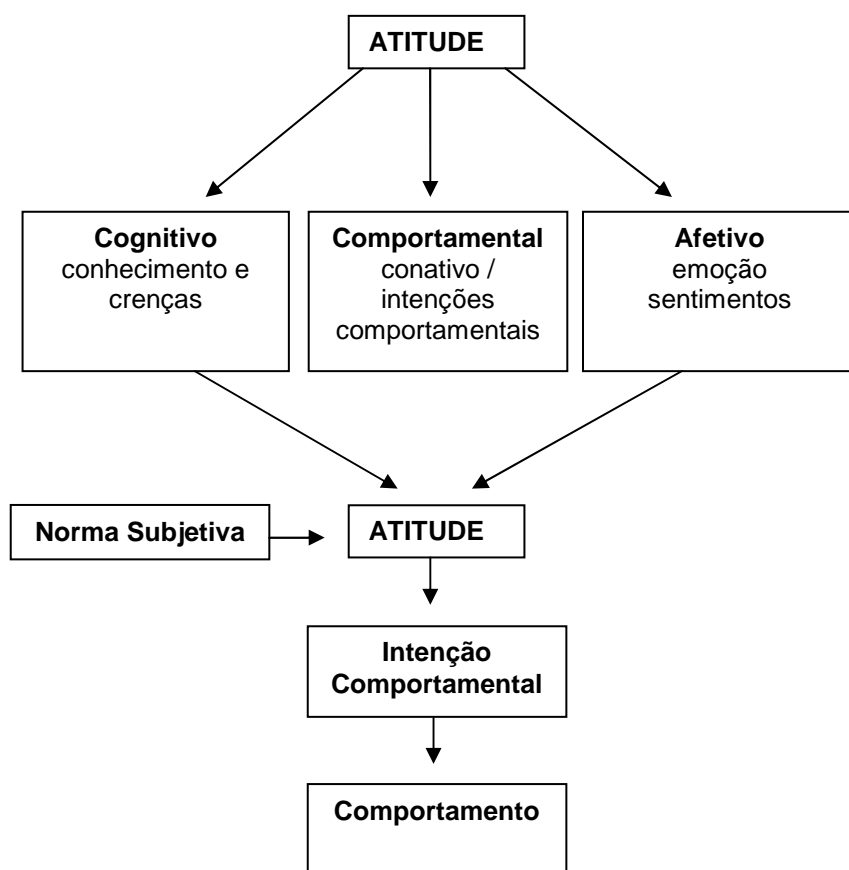 ATITUDE
Cognitivo
conhecimento e
crenças
Comportamental
conativo /
intenções
comportamentais
Afetivo
emoção
sentimentos
Norma Subjetiva
ATITUDE
Intenção
Comportamental
Comportamento